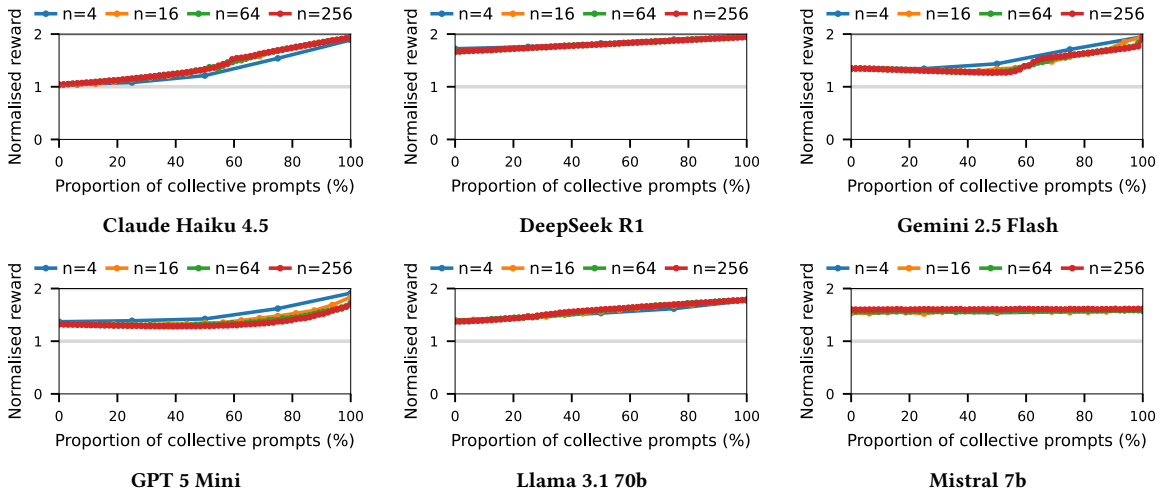 n=4 n=16 n=64 n=256
Normalised reward
2
1
0
0 20 40 60 80 100
Proportion of collective prompts (%)
Claude Haiku 4.5
n=4 n=16 n=64 n=256
Normalised reward
2
1
0
0 20 40 60 80 100
Proportion of collective prompts (%)
DeepSeek R1
n=4 n=16 n=64 n=256
Normalised reward
2
1
0
0 20 40 60 80 100
Proportion of collective prompts (%)
Gemini 2.5 Flash
n=4 n=16 n=64 n=256
Normalised reward
2
1
0
0 20 40 60 80 100
Proportion of collective prompts (%)
GPT 5 Mini
n=4 n=16 n=64 n=256
Normalised reward
2
1
0
0 20 40 60 80 100
Proportion of collective prompts (%)
Llama 3.1 70b
n=4 n=16 n=64 n=256
Normalised reward
2
1
0
0 20 40 60 80 100
Proportion of collective prompts (%)
Mistral 7b